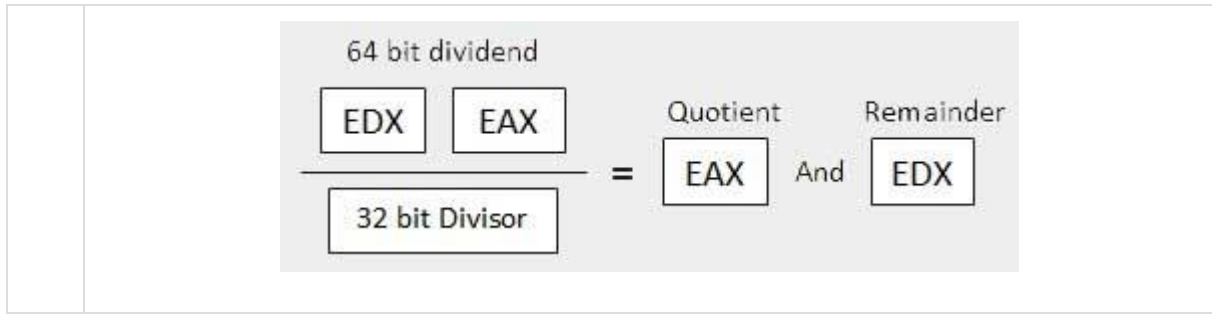 64 bit dividend
EDX EAX
32 bit Divisor
=
Quotient Remainder
EAX And EDX